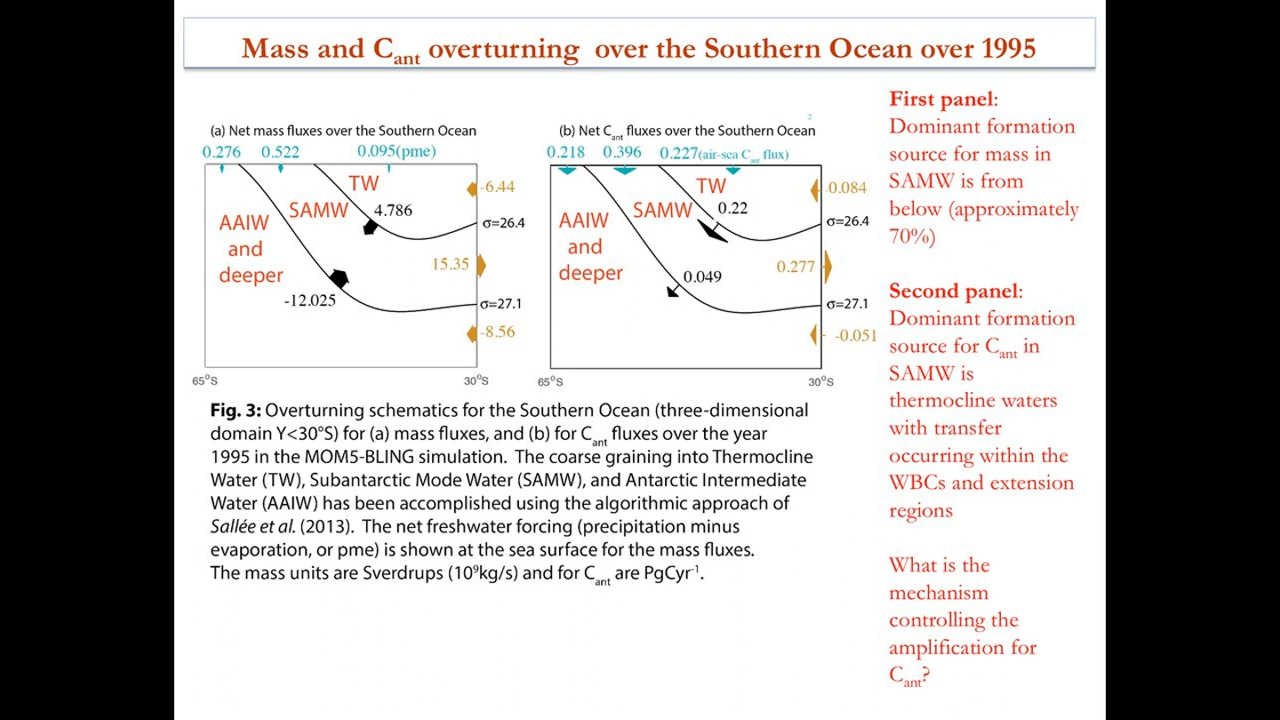 Mass and Cant overturning over the Southern Ocean over 1995
(a) Net mass fluxes over the Southern Ocean
0.276 0.522 0.095(pme)
TW
-6.44
SAMW 4.786
AAIW
and
deeper
σ=26.4
15.35
-12.025
σ=27.1
-8.56
65°S 30°S
2
(b) Net Cant fluxes over the Southern Ocean
0.218 0.396 0.227(air-sea Cant flux)
TW
-0.084
SAMW 0.22
AAIW
and
deeper
σ=26.4
0.277
0.049
σ=27.1
-0.051
65°S 30°S
Fig. 3: Overturning schematics for the Southern Ocean (three-dimensional
domain Y<30°S) for (a) mass fluxes, and (b) for Cant fluxes over the year
1995 in the MOM5-BLING simulation. The coarse graining into Thermocline
Water (TW), Subantarctic Mode Water (SAMW), and Antarctic Intermediate
Water (AAIW) has been accomplished using the algorithmic approach of
Sallée et al. (2013). The net freshwater forcing (precipitation minus
evaporation, or pme) is shown at the sea surface for the mass fluxes.
The mass units are Sverdrups (10⁹kg/s) and for Cant are PgCyr⁻¹.
First panel:
Dominant formation
source for mass in
SAMW is from
below (approximately
70%)
Second panel:
Dominant formation
source for Cant in
SAMW is
thermocline waters
with transfer
occurring within the
WBCs and extension
regions
What is the
mechanism
controlling the
amplification for
Cant?